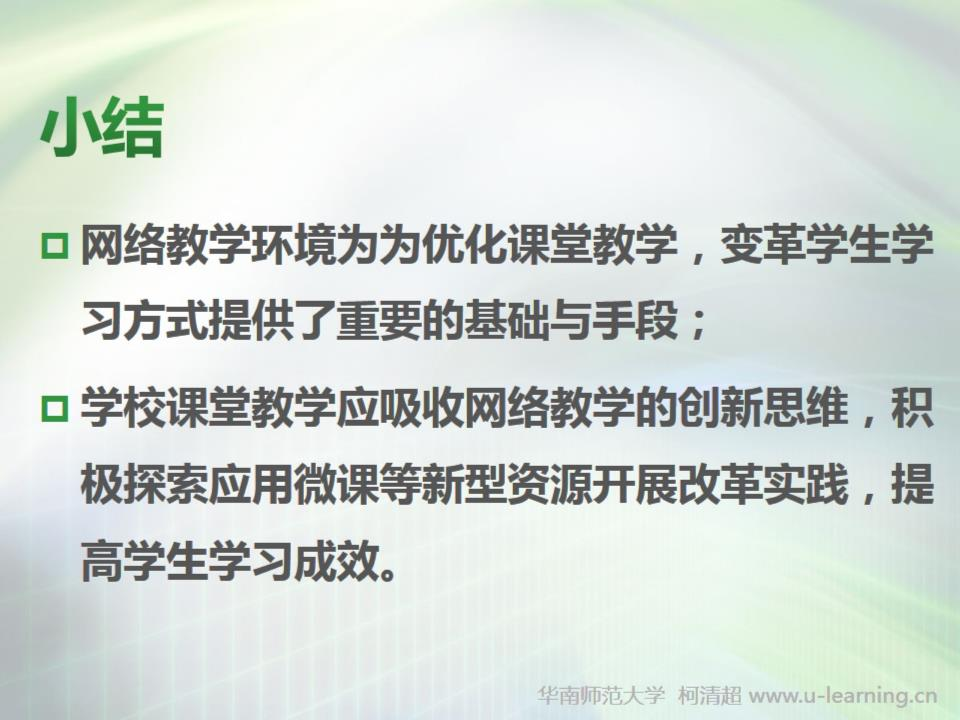 小结
网络教学环境为为优化课堂教学，变革学生学
习方式提供了重要的基础与手段；
学校课堂教学应吸收网络教学的创新思维，积
极探索应用微课等新型资源开展改革实践，提
高学生学习成效。
华南师范大学 柯清超 www.u-learning.cn